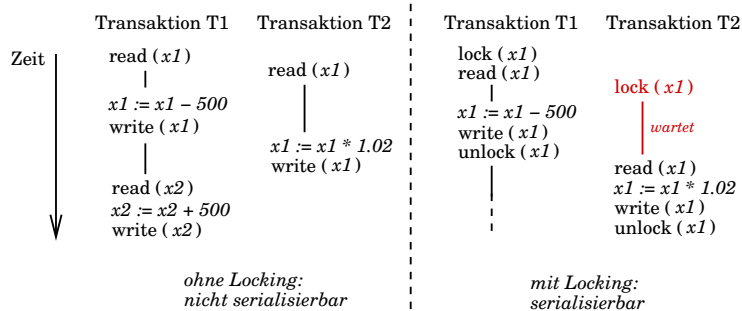 Transaktion T1
Transaktion T2
Zeit
read (x1)
read (x1)
x1 := x1 − 500
write (x1)
x1 := x1 * 1.02
write (x1)
read (x2)
x2 := x2 + 500
write (x2)
ohne Locking:
nicht serialisierbar
Transaktion T1
Transaktion T2
lock (x1)
read (x1)
lock (x1)
x1 := x1 − 500
write (x1)
unlock (x1)
wartet
read (x1)
x1 := x1 * 1.02
write (x1)
unlock (x1)
mit Locking:
serialisierbar